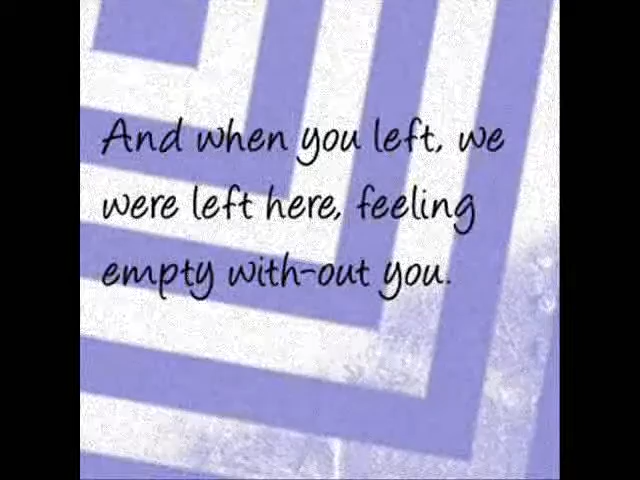 And when you left, we
were left here, feeling
empty with-out you.